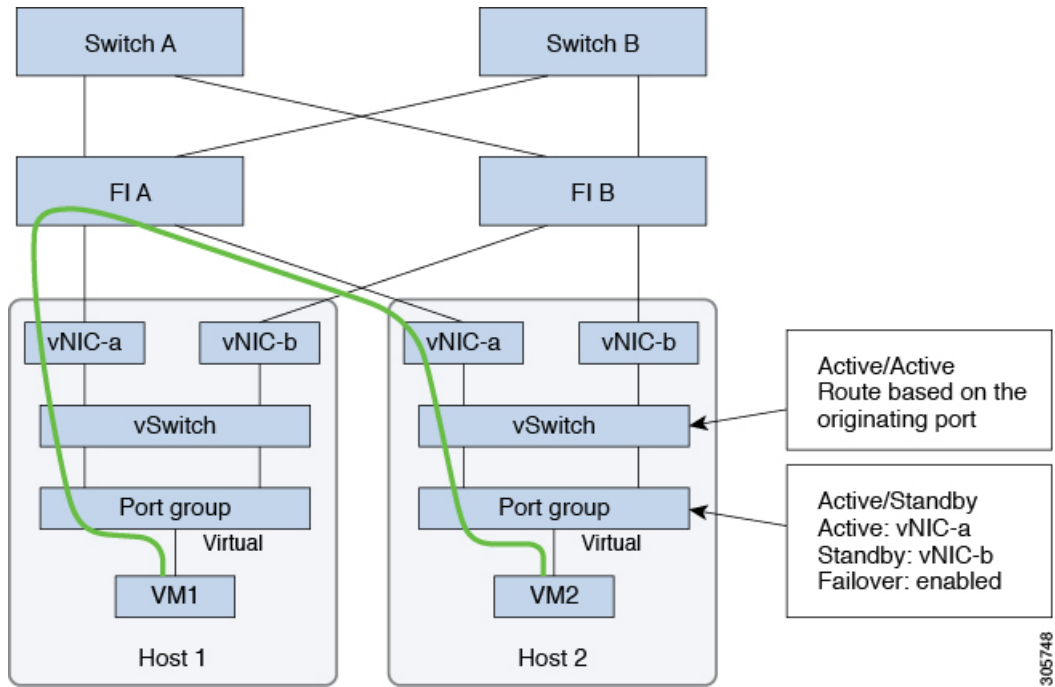 Switch A
Switch B
FI A
FI B
vNIC-a
vNIC-b
vNIC-a
vNIC-b
vSwitch
vSwitch
Port group
Port group
Virtual
Virtual
VM1
VM2
Host 1
Host 2
Active/Active
Route based on the
originating port
Active/Standby
Active: vNIC-a
Standby: vNIC-b
Failover: enabled
305748